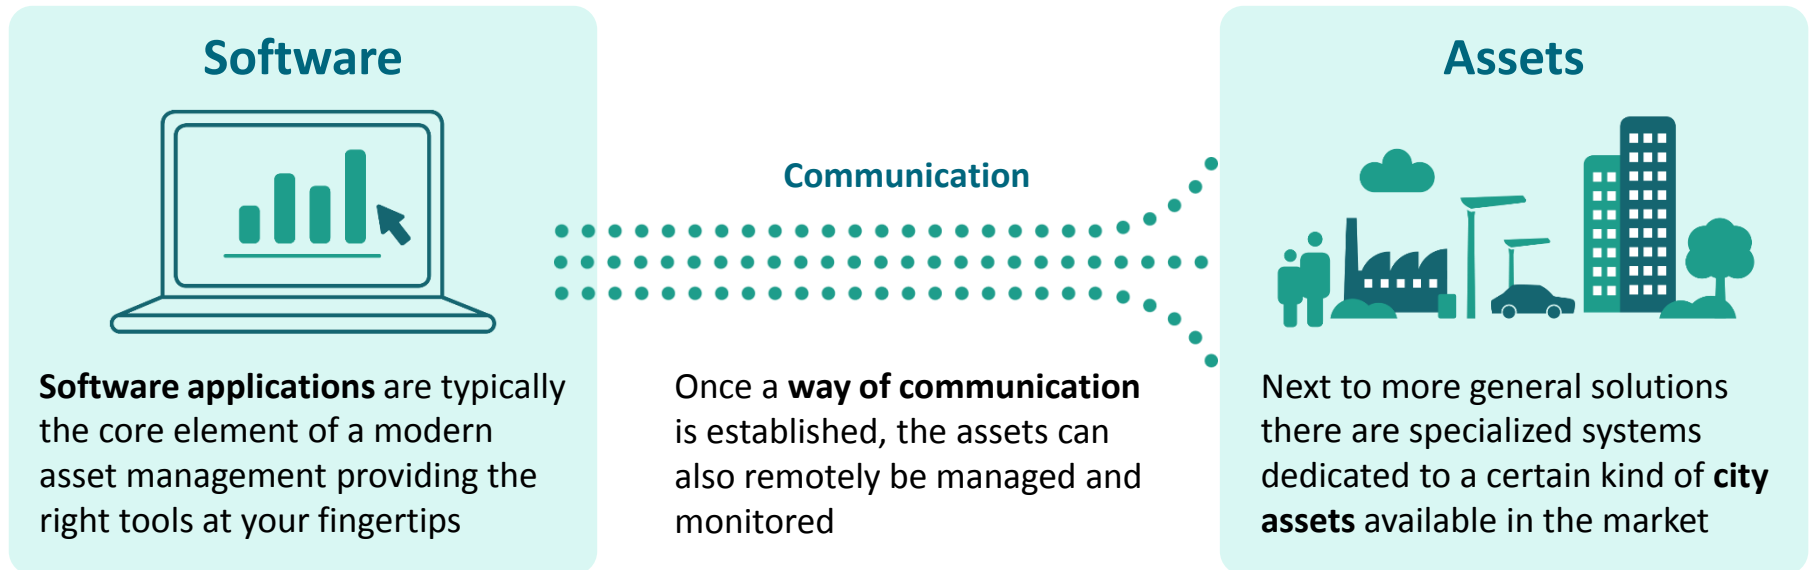 Software
Software applications are typically
the core element of a modern
asset management providing the
right tools at your fingertips
Communication
Once a way of communication
is established, the assets can
also remotely be managed and
monitored
Assets
Next to more general solutions
there are specialized systems
dedicated to a certain kind of city
assets available in the market